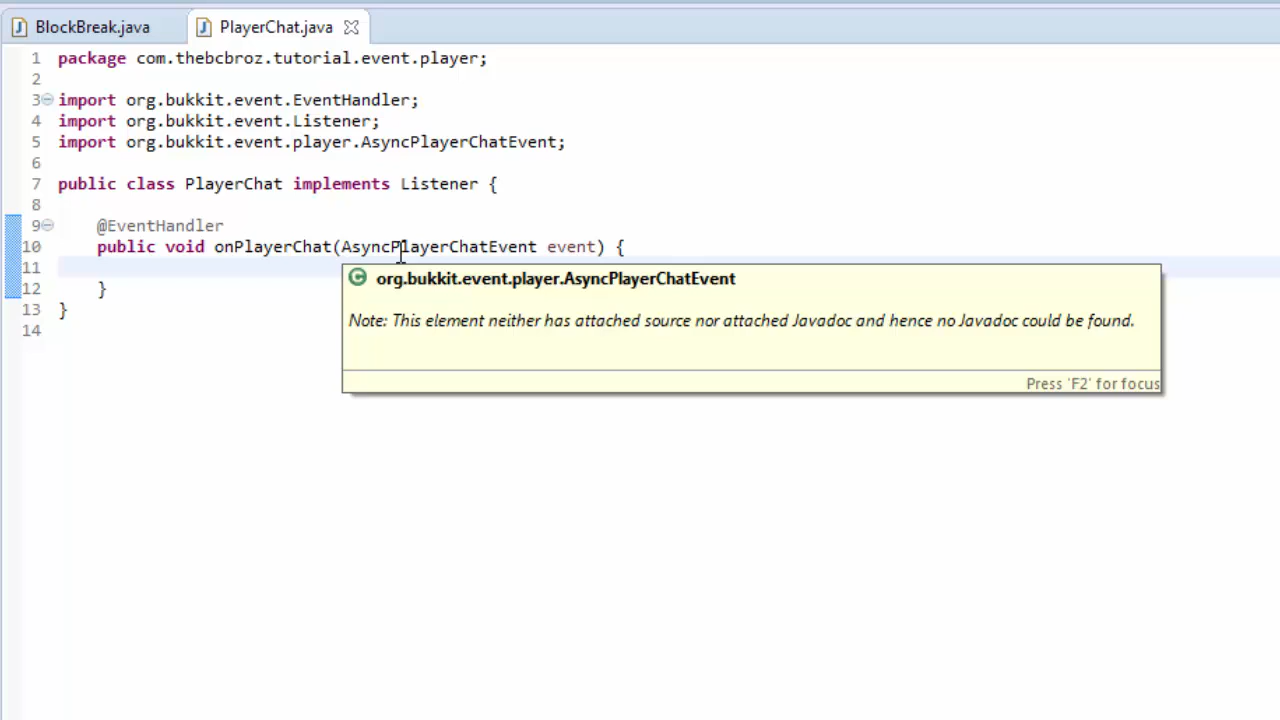 BlockBreak.java PlayerChat.java
1 package com.thebcbroz.tutorial.event.player;
2
3 import org.bukkit.event.EventHandler;
4 import org.bukkit.event.Listener;
5 import org.bukkit.event.player.AsyncPlayerChatEvent;
6
7 public class PlayerChat implements Listener {
8
9 @EventHandler
10 public void onPlayerChat(AsyncPlayerChatEvent event) {
11
org.bukkit.event.player.AsyncPlayerChatEvent
12 }
13 }
Note: This element neither has attached source nor attached Javadoc and hence no Javadoc could be found.
14
Press 'F2' for focus